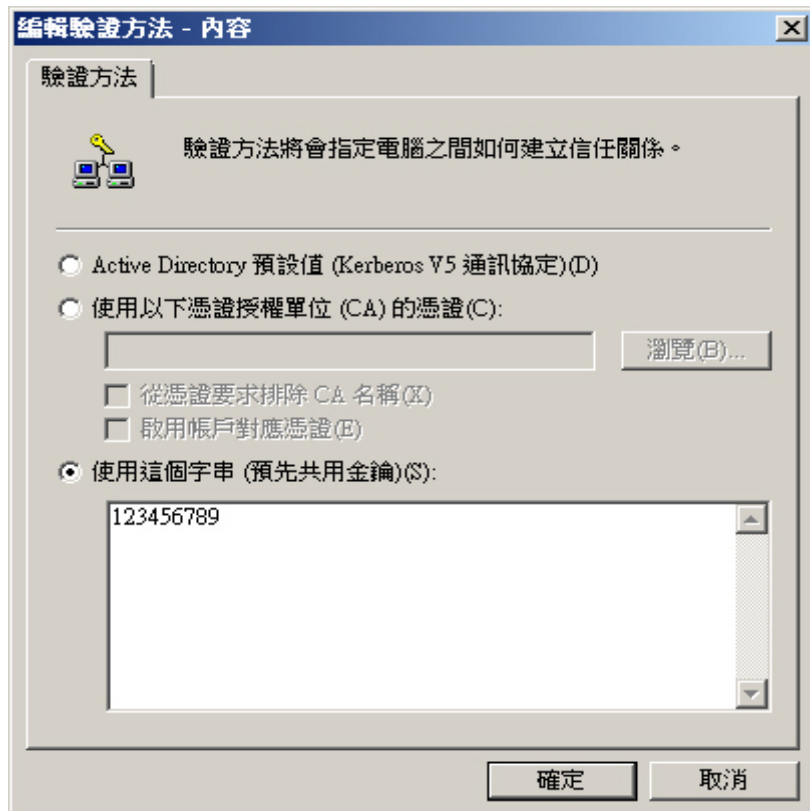 編輯驗證方法 - 內容
驗證方法
驗證方法將會指定電腦之間如何建立信任關係。
Active Directory 預設值 (Kerberos V5 通訊協定)(D)
使用以下憑證授權單位 (CA) 的憑證(C):
瀏覽(B)...
從憑證要求排除 CA 名稱(X)
啟用帳戶對應憑證(E)
使用這個字串 (預先共用金鑰)(S):
123456789
確定 取消